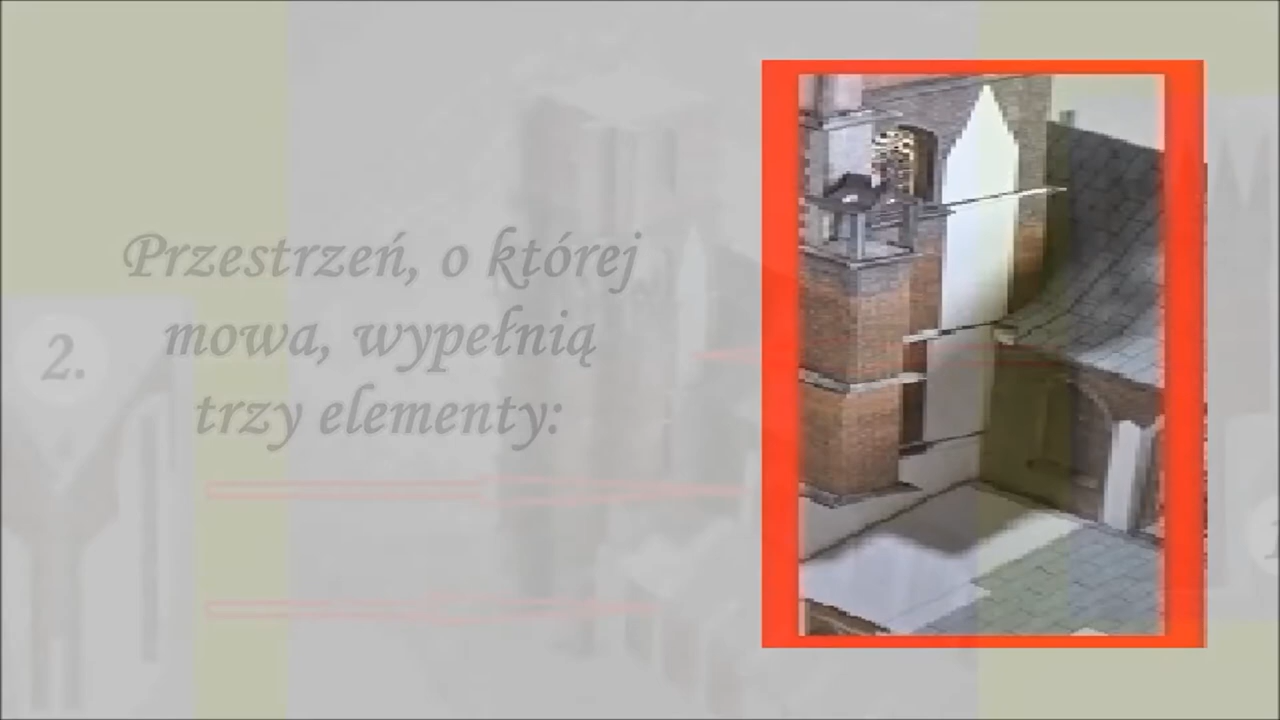 Przestrzeń, o której
mowa, wypełnią
trzy elementy:
2.